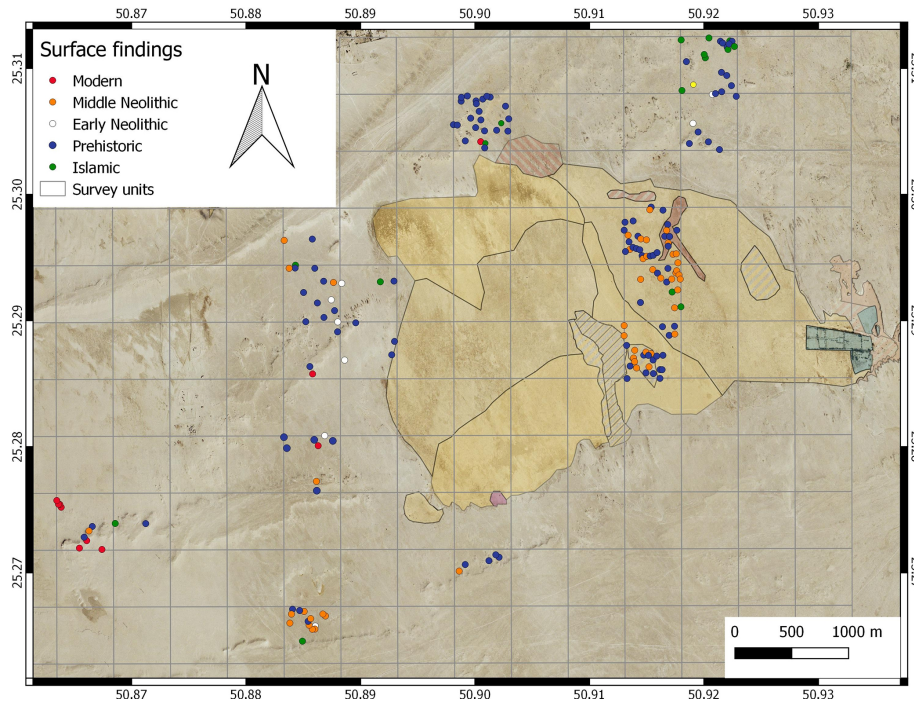 50.87 50.88 50.89 50.90 50.91 50.92 50.93
Surface findings
Modern
Middle Neolithic
Early Neolithic
Prehistoric
Islamic
Survey units
N
25.31
25.30
25.29
25.28
25.27
0 500 1000 m
50.87 50.88 50.89 50.90 50.91 50.92 50.93